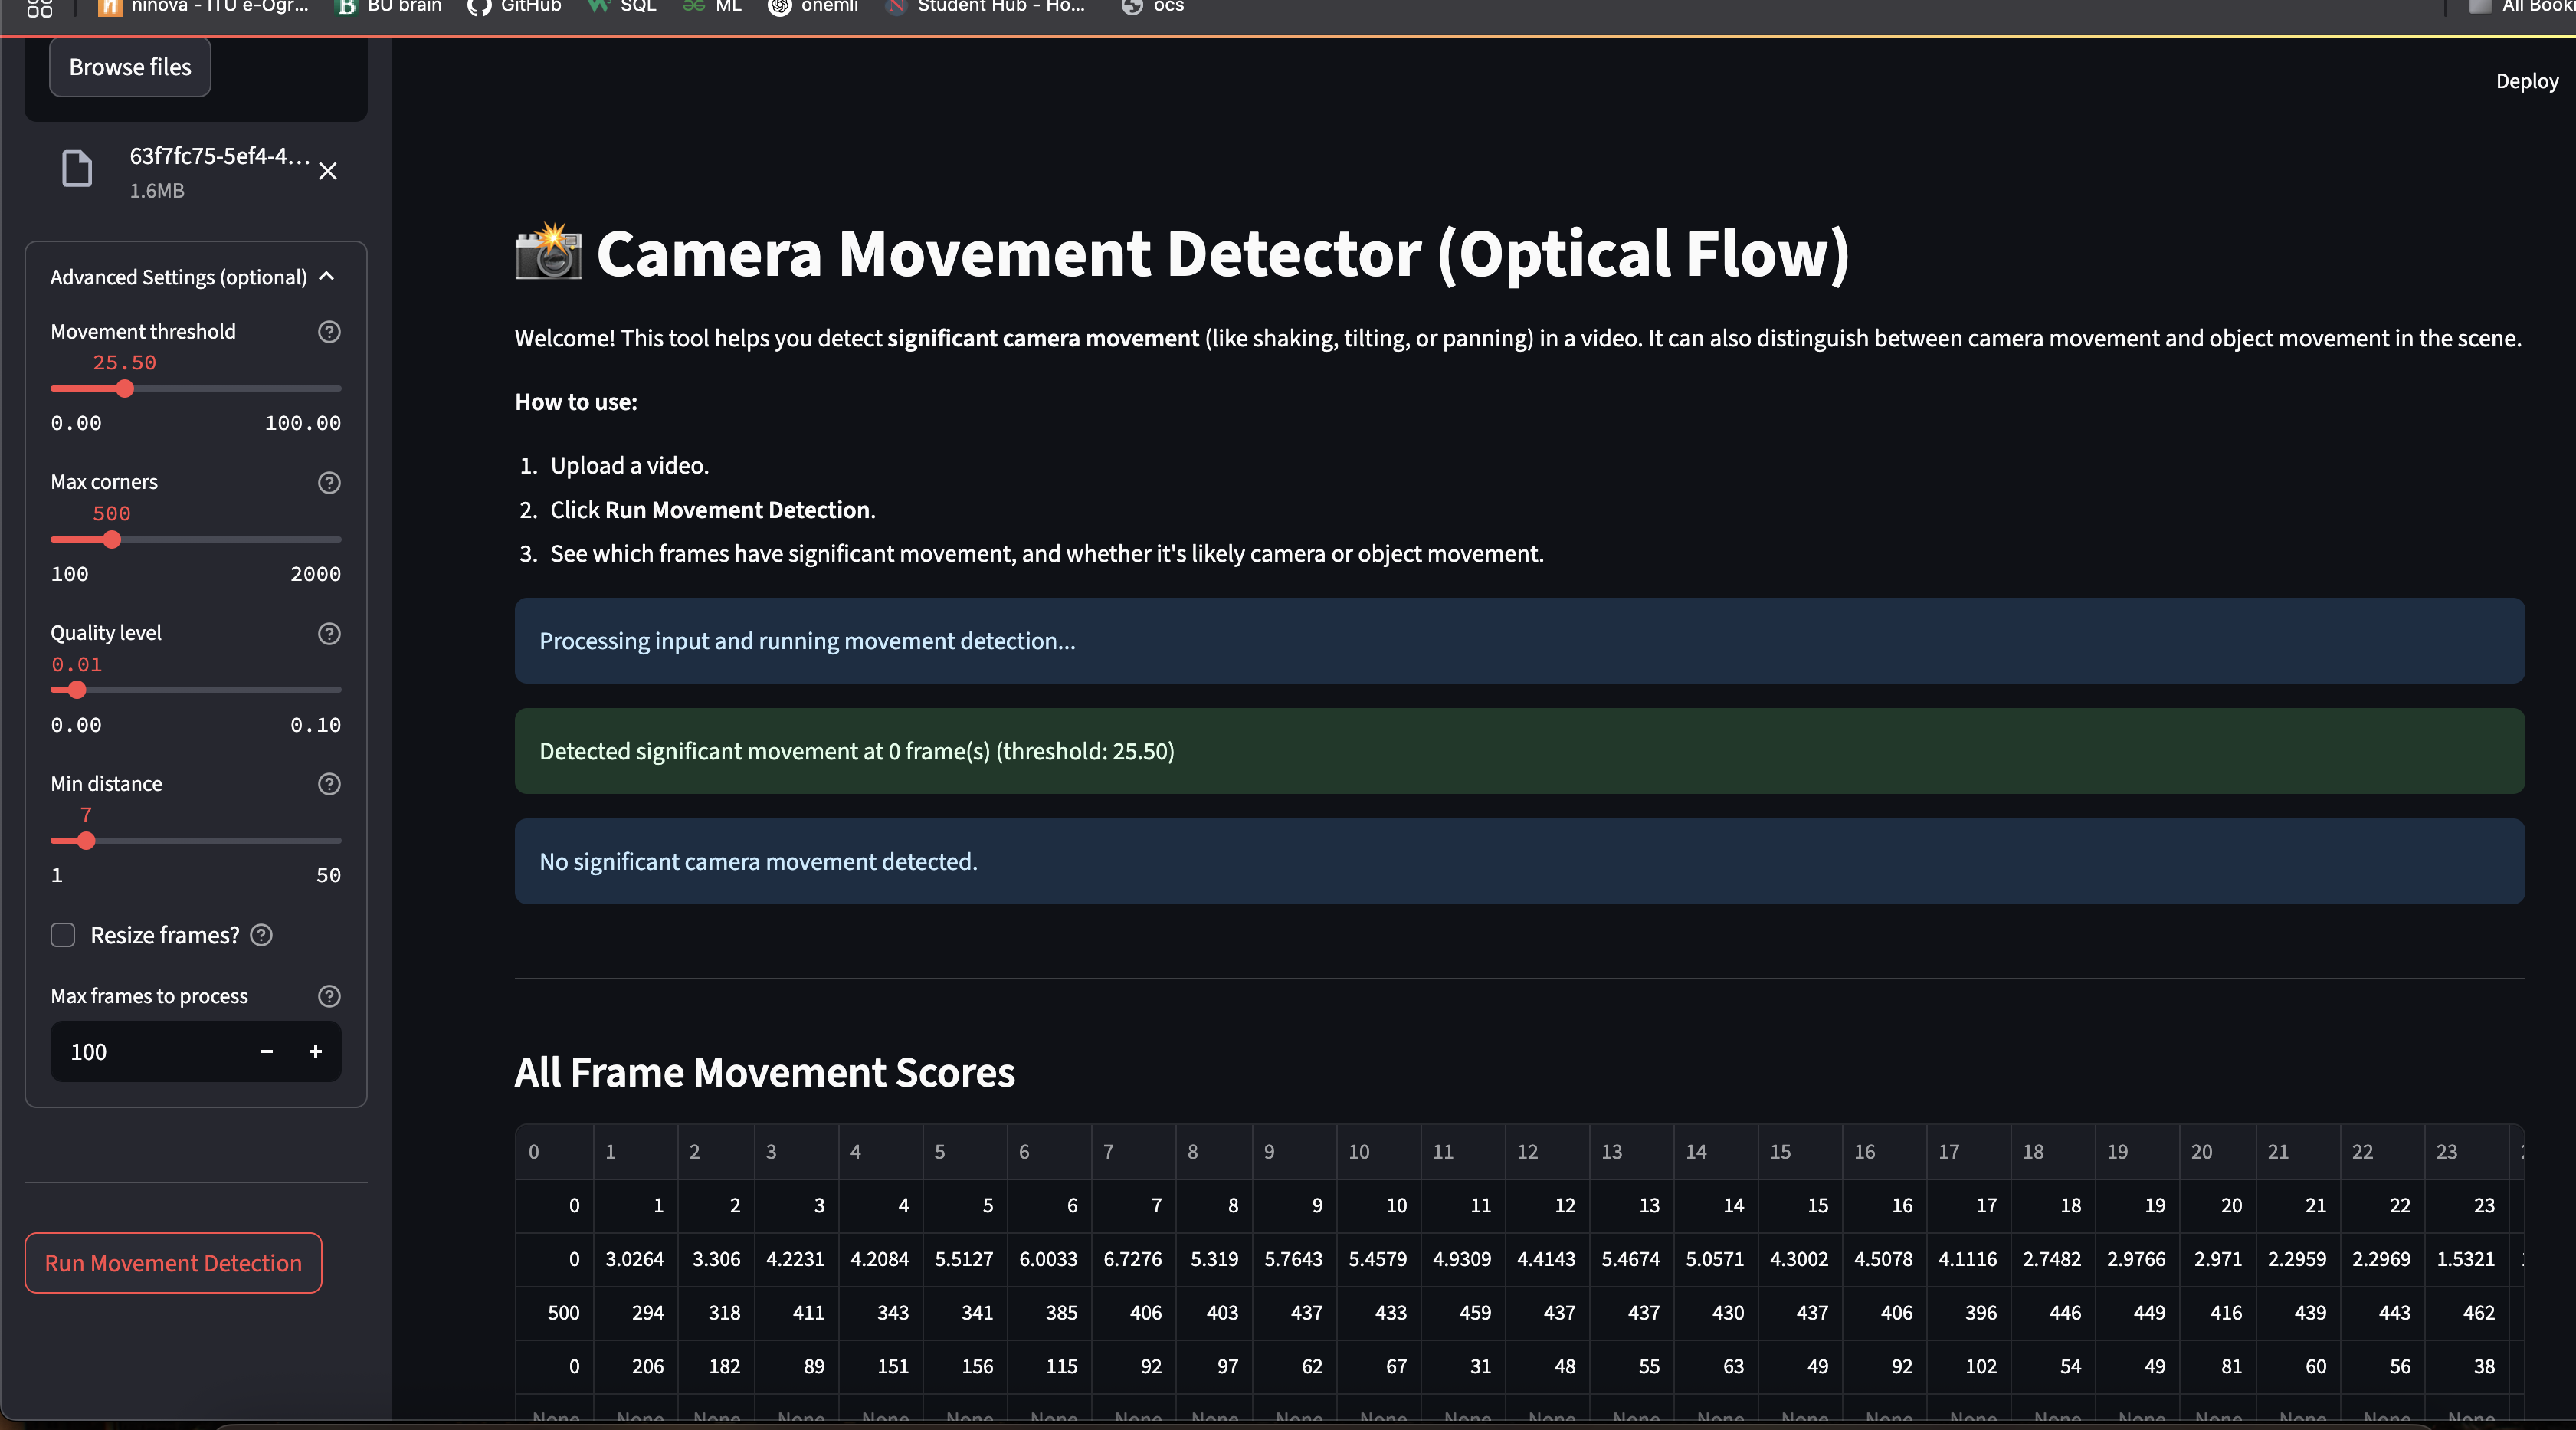 ninova - ITU e-Ögr...
BU brain
GitHub
SQL
ML
onemli
Student Hub - Ho...
ocs
All Book
Browse files
63f7fc75-5ef4-4...
1.6MB
Advanced Settings (optional)
Movement threshold
25.50
0.00 100.00
Max corners
500
100 2000
Quality level
0.01
0.00 0.10
Min distance
7
1 50
Resize frames?
Max frames to process
100 - +
Run Movement Detection
Deploy
Camera Movement Detector (Optical Flow)
Welcome! This tool helps you detect significant camera movement (like shaking, tilting, or panning) in a video. It can also distinguish between camera movement and object movement in the scene.
How to use:
1. Upload a video.
2. Click Run Movement Detection.
3. See which frames have significant movement, and whether it's likely camera or object movement.
Processing input and running movement detection...
Detected significant movement at 0 frame(s) (threshold: 25.50)
No significant camera movement detected.
All Frame Movement Scores
0 1 2 3 4 5 6 7 8 9 10 11 12 13 14 15 16 17 18 19 20 21 22 23
0 1 2 3 4 5 6 7 8 9 10 11 12 13 14 15 16 17 18 19 20 21 22 23
0 3.0264 3.306 4.2231 4.2084 5.5127 6.0033 6.7276 5.319 5.7643 5.4579 4.9309 4.4143 5.4674 5.0571 4.3002 4.5078 4.1116 2.7482 2.9766 2.971 2.2959 2.2969 1.5321
500 294 318 411 343 341 385 406 403 437 433 459 437 437 430 437 406 396 446 449 416 439 443 462
0 206 182 89 151 156 115 92 97 62 67 31 48 55 63 49 92 102 54 49 81 60 56 38
None None None None None None None None None None None None None None None None None None None None None None None None